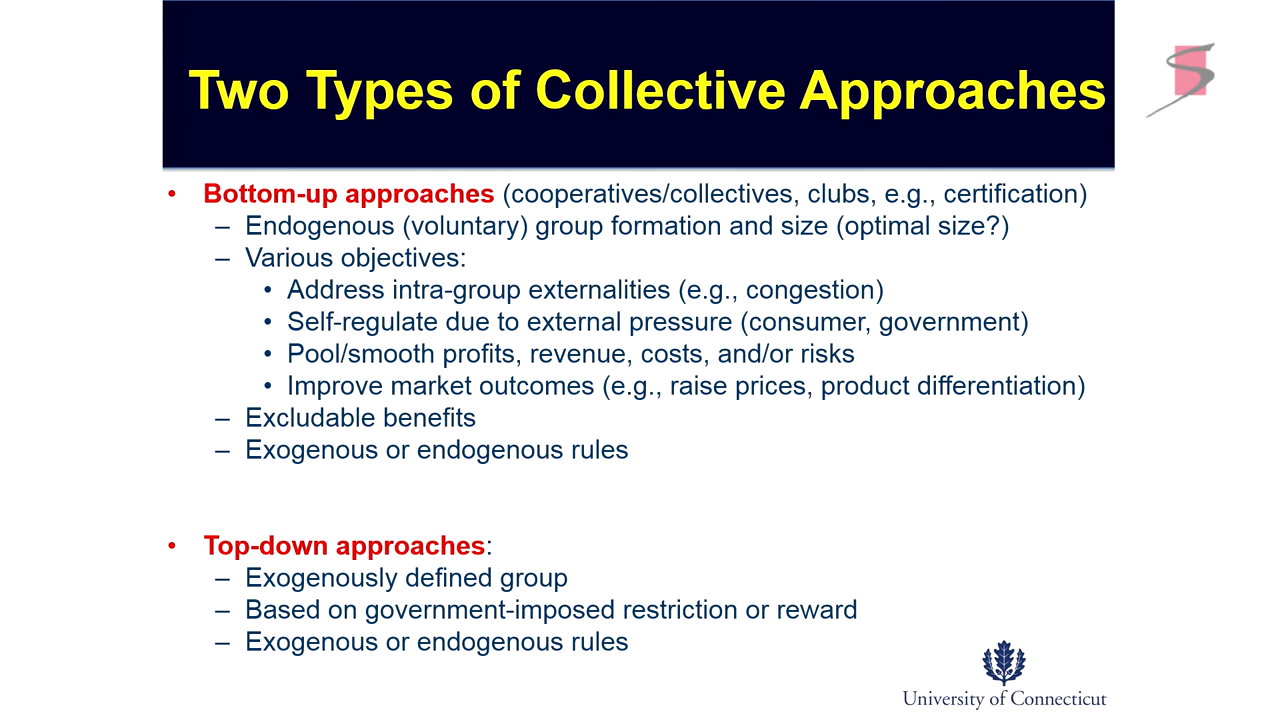 Two Types of Collective Approaches
• Bottom-up approaches (cooperatives/collectives, clubs, e.g., certification)
– Endogenous (voluntary) group formation and size (optimal size?)
– Various objectives:
• Address intra-group externalities (e.g., congestion)
• Self-regulate due to external pressure (consumer, government)
• Pool/smooth profits, revenue, costs, and/or risks
• Improve market outcomes (e.g., raise prices, product differentiation)
– Excludable benefits
– Exogenous or endogenous rules
• Top-down approaches:
– Exogenously defined group
– Based on government-imposed restriction or reward
– Exogenous or endogenous rules
University of Connecticut
S